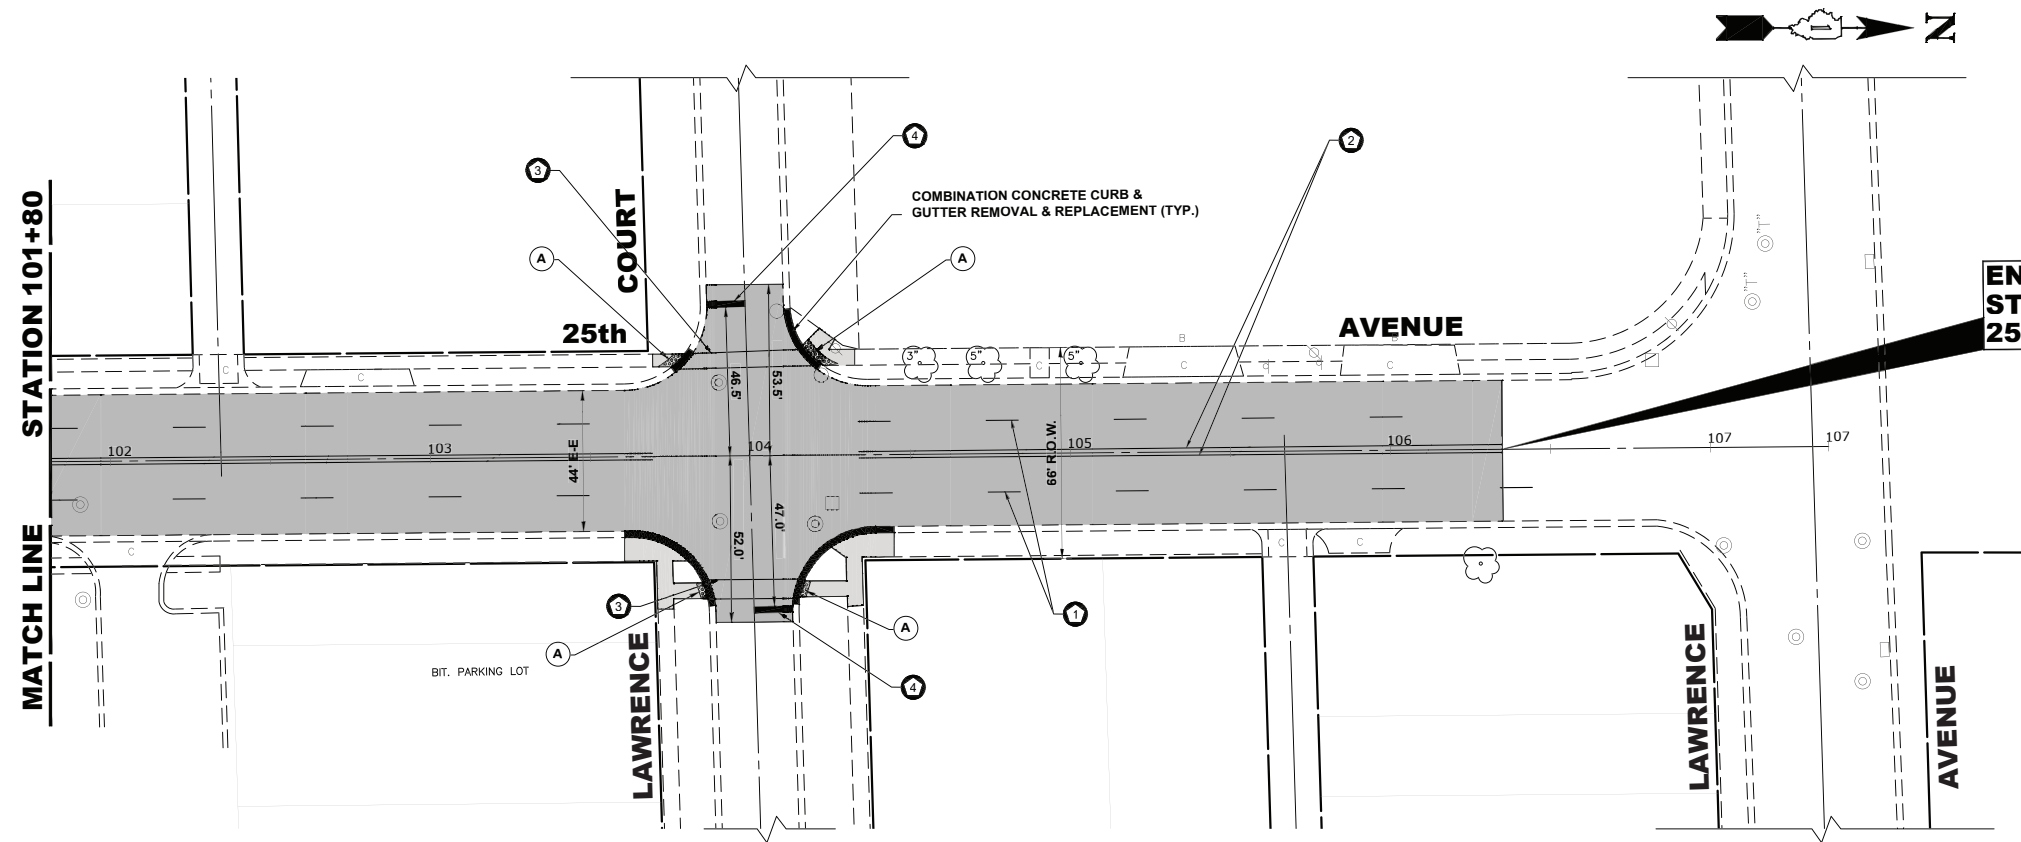 N
4
2
3
COMBINATION CONCRETE CURB &
GUTTER REMOVAL & REPLACEMENT (TYP.)
A
A
COURT
25th
AVENUE
STATION 101+80
MATCH LINE
EN
ST
25
"T"
"T"
B
B
3"
5"
5"
C
C
C
C
C
d
46.5'
53.5'
44' E-E
66' R.O.W.
102
103
104
105
106
107
107
47.0'
52.0'
C
C
C
3
A
A
1
4
BIT. PARKING LOT
LAWRENCE
LAWRENCE
AVENUE